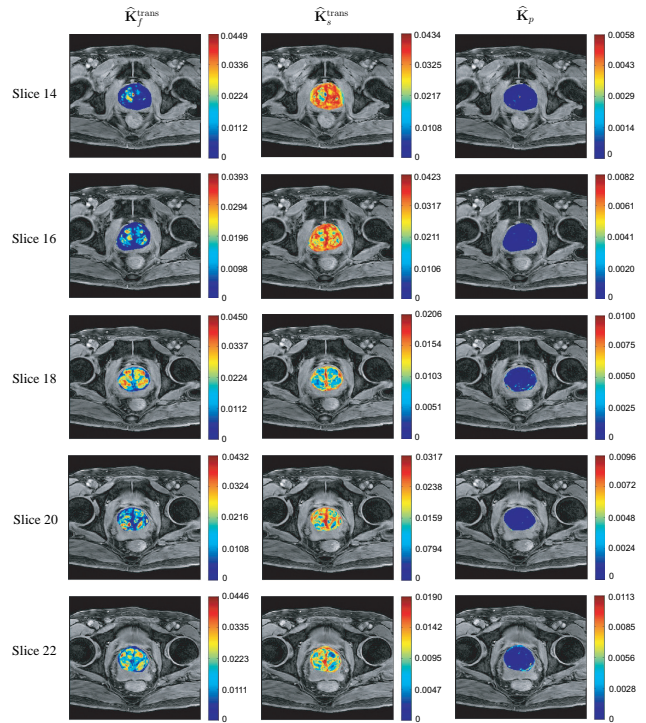 K̂_f^trans K̂_s^trans K̂_p
Slice 14
0.0449 0.0434 0.0058
0.0336 0.0325 0.0043
0.0224 0.0217 0.0029
0.0112 0.0108 0.0014
0 0 0
Slice 16
0.0393 0.0423 0.0082
0.0294 0.0317 0.0061
0.0196 0.0211 0.0041
0.0098 0.0106 0.0020
0 0 0
Slice 18
0.0450 0.0206 0.0100
0.0337 0.0154 0.0075
0.0224 0.0103 0.0050
0.0112 0.0051 0.0025
0 0 0
Slice 20
0.0432 0.0317 0.0096
0.0324 0.0238 0.0072
0.0216 0.0159 0.0048
0.0108 0.0794 0.0024
0 0 0
Slice 22
0.0446 0.0190 0.0113
0.0334 0.0142 0.0085
0.0223 0.0095 0.0057
0.0111 0.0047 0.0028
0 0 0